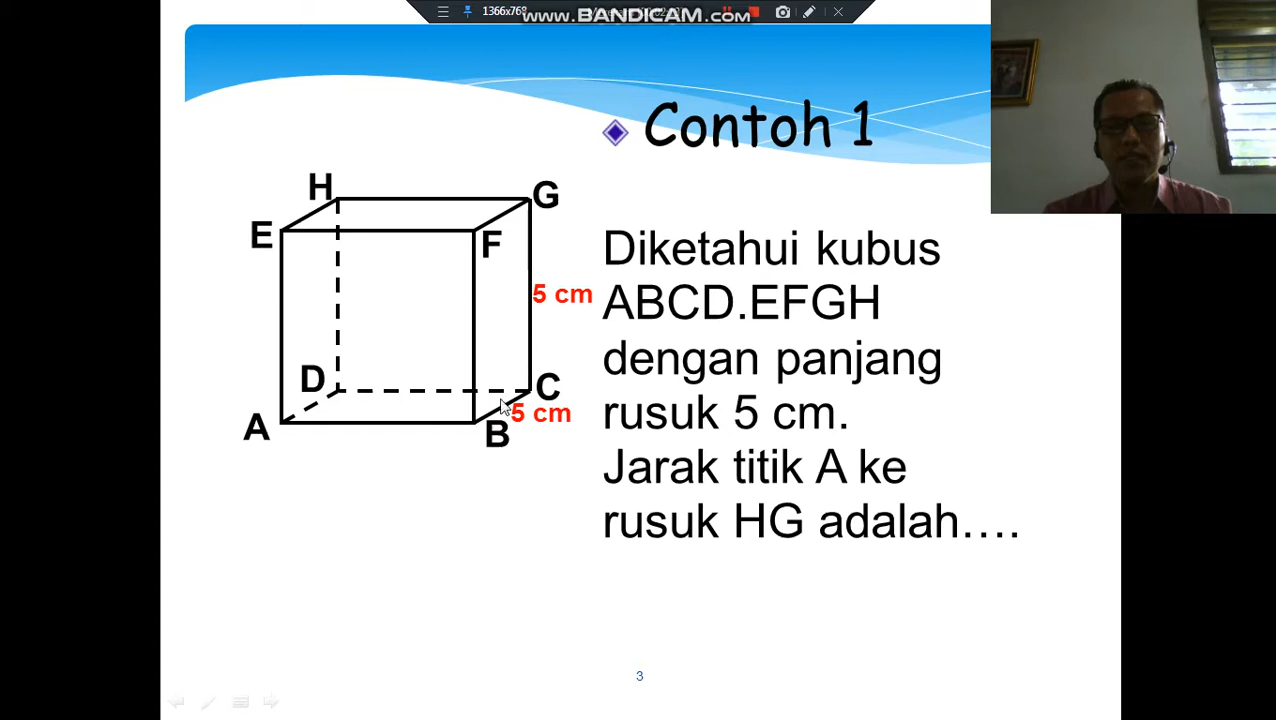 1366x768
www.BANDICAM.com
Contoh 1
H
G
E
F
5 cm
D
C
5 cm
A
B
Diketahui kubus
ABCD.EFGH
dengan panjang
rusuk 5 cm.
Jarak titik A ke
rusuk HG adalah....
3